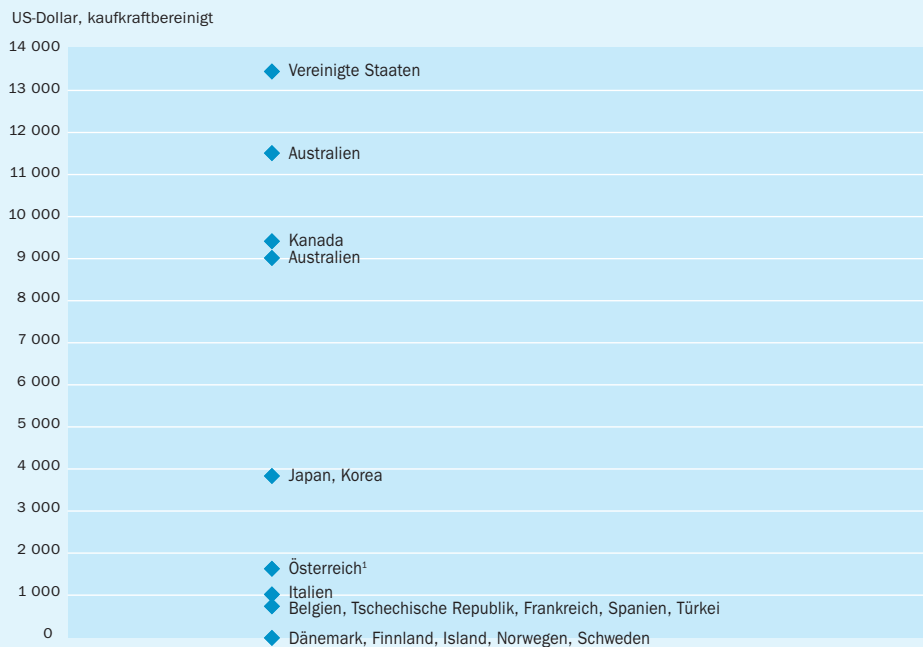 US-Dollar, kaufkraftbereinigt
14 000
Vereinigte Staaten
13 000
12 000
Australien
11 000
10 000
Kanada
9 000
Australien
8 000
7 000
6 000
5 000
4 000
Japan, Korea
3 000
2 000
Österreich¹
1 000
Italien
Belgien, Tschechische Republik, Frankreich, Spanien, Türkei
0
Dänemark, Finnland, Island, Norwegen, Schweden